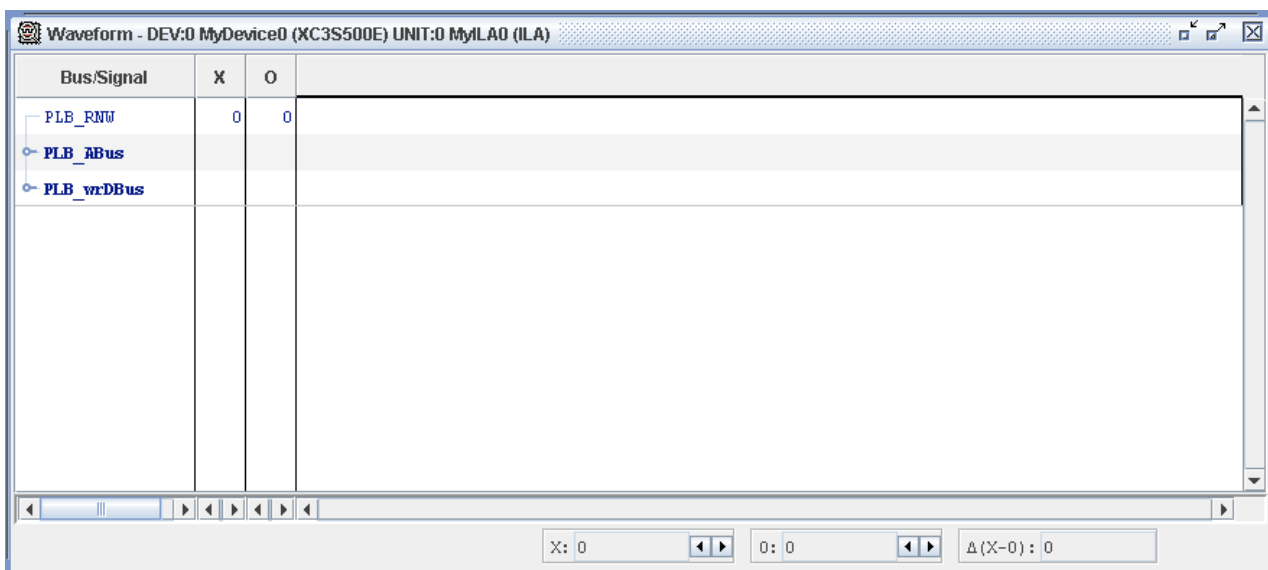 Waveform - DEV:0 MyDevice0 (XC3S500E) UNIT:0 MyILA0 (ILA)
Bus/Signal X O
PLB_RNW 0 0
PLB_ABus
PLB_wrDBus
X: 0 O: 0 Δ(X-O): 0